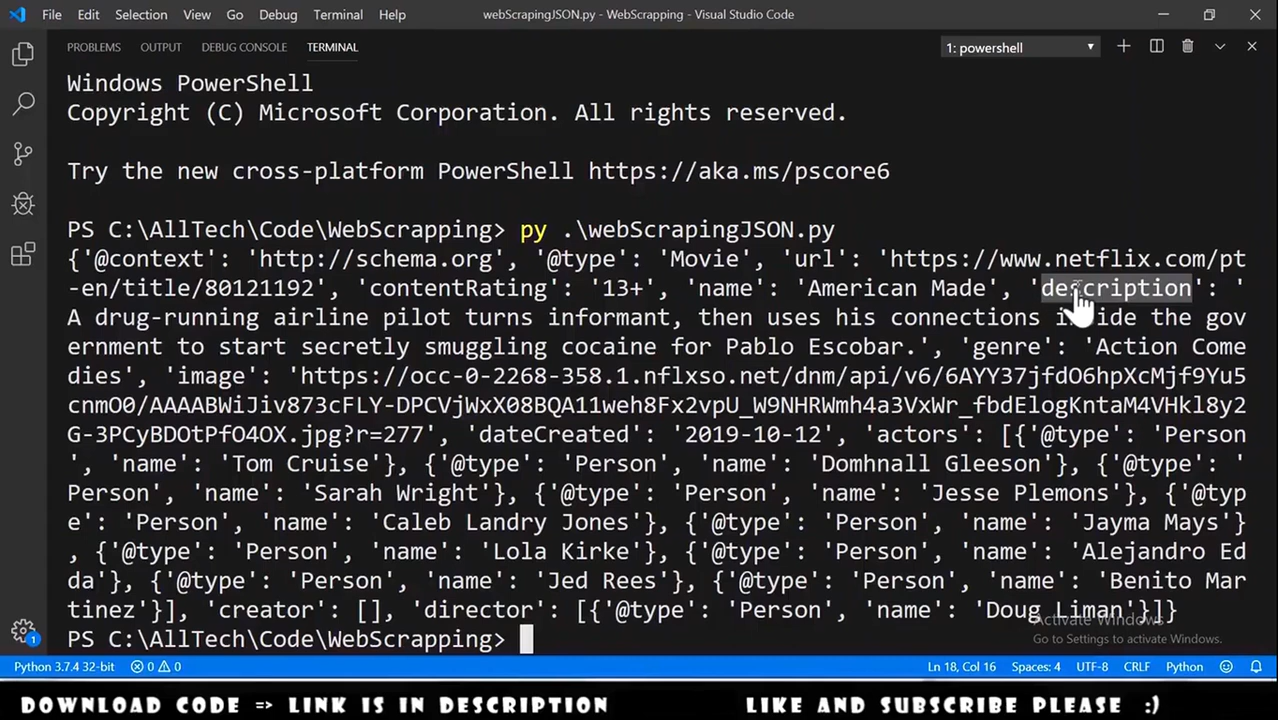 File Edit Selection View Go Debug Terminal Help webScrapingJSON.py - WebScrapping - Visual Studio Code
PROBLEMS OUTPUT DEBUG CONSOLE TERMINAL 1: powershell
Windows PowerShell
Copyright (C) Microsoft Corporation. All rights reserved.
Try the new cross-platform PowerShell https://aka.ms/pscore6
PS C:\AllTech\Code\WebScrapping> py .\webScrapingJSON.py
{'@context': 'http://schema.org', '@type': 'Movie', 'url': 'https://www.netflix.com/pt
-en/title/80121192', 'contentRating': '13+', 'name': 'American Made', 'description': '
A drug-running airline pilot turns informant, then uses his connections inside the gov
ernment to start secretly smuggling cocaine for Pablo Escobar.', 'genre': 'Action Come
dies', 'image': 'https://occ-0-2268-358.1.nflxso.net/dnm/api/v6/6AYY37jfdO6hpXcMjf9Yu5
cnmO0/AAAABWiJiv873cFLY-DPCVjWxX08BQA11weh8Fx2vpU_W9NHRWmh4a3VxWr_fbdElogKntaM4VHkl8y2
G-3PCyBDOtPfO4OX.jpg?r=277', 'dateCreated': '2019-10-12', 'actors': [{'@type': 'Person
', 'name': 'Tom Cruise'}, {'@type': 'Person', 'name': 'Domhnall Gleeson'}, {'@type': '
Person', 'name': 'Sarah Wright'}, {'@type': 'Person', 'name': 'Jesse Plemons'}, {'@typ
e': 'Person', 'name': 'Caleb Landry Jones'}, {'@type': 'Person', 'name': 'Jayma Mays'}
, {'@type': 'Person', 'name': 'Lola Kirke'}, {'@type': 'Person', 'name': 'Alejandro Ed
da'}, {'@type': 'Person', 'name': 'Jed Rees'}, {'@type': 'Person', 'name': 'Benito Mar
tinez'}], 'creator': [], 'director': [{'@type': 'Person', 'name': 'Doug Liman'}]}
PS C:\AllTech\Code\WebScrapping>
Activate Windows
Go to Settings to activate Windows.
1
Python 3.7.4 32-bit 0 0 Ln 18, Col 16 Spaces: 4 UTF-8 CRLF Python
DOWNLOAD CODE => LINK IS IN DESCRIPTION LIKE AND SUBSCRIBE PLEASE :)